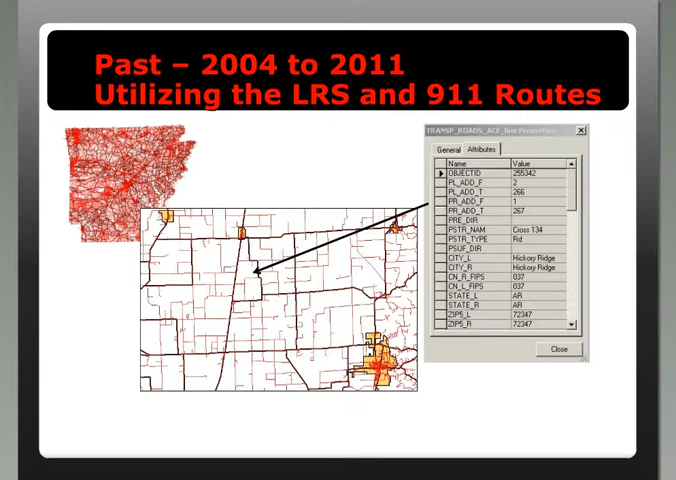 Past – 2004 to 2011
Utilizing the LRS and 911 Routes
TRANSP_ROADS_ACF_line Properties
General Attributes
Name Value
OBJECTID 255342
PL_ADD_F 2
PL_ADD_T 266
PR_ADD_F 1
PR_ADD_T 267
PRE_DIR
PSTR_NAM Cross 134
PSTR_TYPE Rd
PSUF_DIR
CITY_L Hickory Ridge
CITY_R Hickory Ridge
CN_R_FIPS 037
CN_L_FIPS 037
STATE_L AR
STATE_R AR
ZIP5_L 72347
ZIP5_R 72347
Close